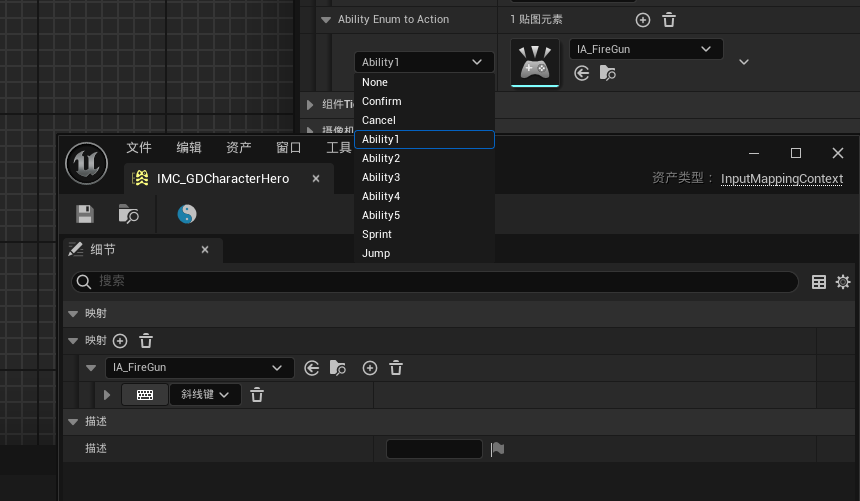 Ability Enum to Action
1 贴图元素
Ability1
IA_FireGun
None
Confirm
Cancel
Ability1
Ability2
Ability3
Ability4
Ability5
Sprint
Jump
组件Ti
摄像机
文件 编辑 资产 窗口 工具
IMC_GDCharacterHero
资产类型：
InputMappingContext
细节
搜索
映射
映射
IA_FireGun
斜线键
描述
描述